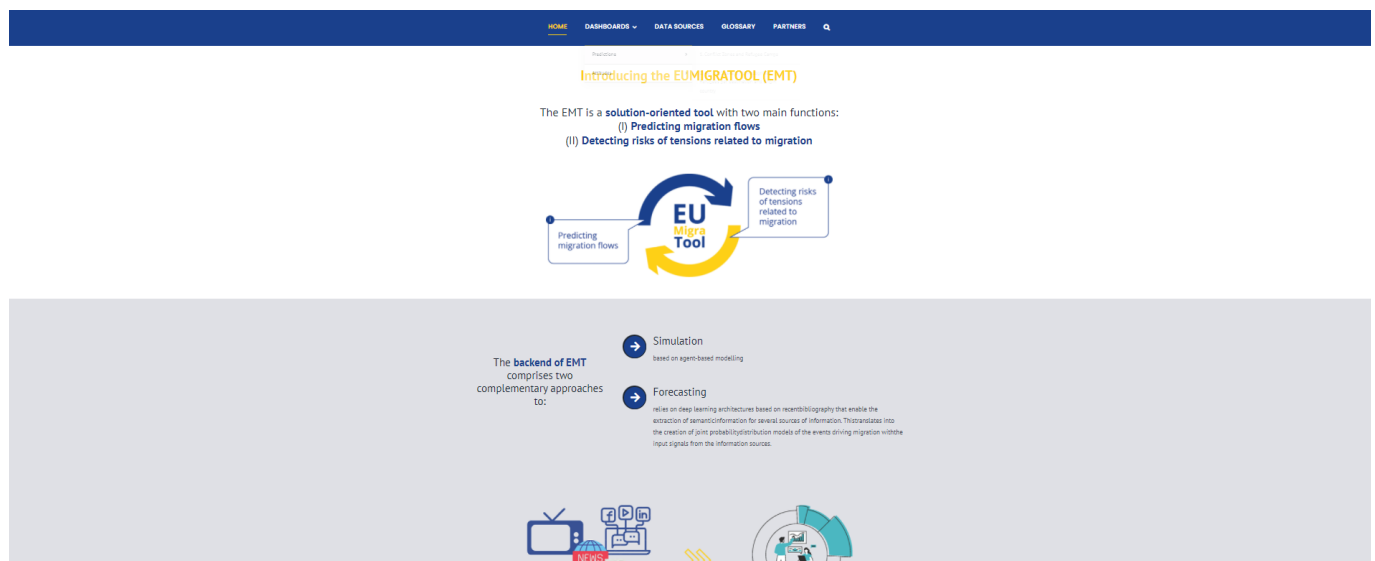 HOME DASHBOARDS DATA SOURCES GLOSSARY PARTNERS
Predictions
Introducing the EUMIGRATOOL (EMT)
The EMT is a solution-oriented tool with two main functions:
(I) Predicting migration flows
(II) Detecting risks of tensions related to migration
Predicting
migration flows
EU
Migra
Tool
Detecting risks
of tensions
related to
migration
The backend of EMT
comprises two
complementary approaches
to:
Simulation
based on agent-based modelling
Forecasting
relies on deep learning architectures based on recentbibliography that enable the
extraction of semanticinformation for several sources of information. Thistranslates into
the creation of joint probabilitydistribution models of the events driving migration withthe
input signals from the information sources.
NEWS